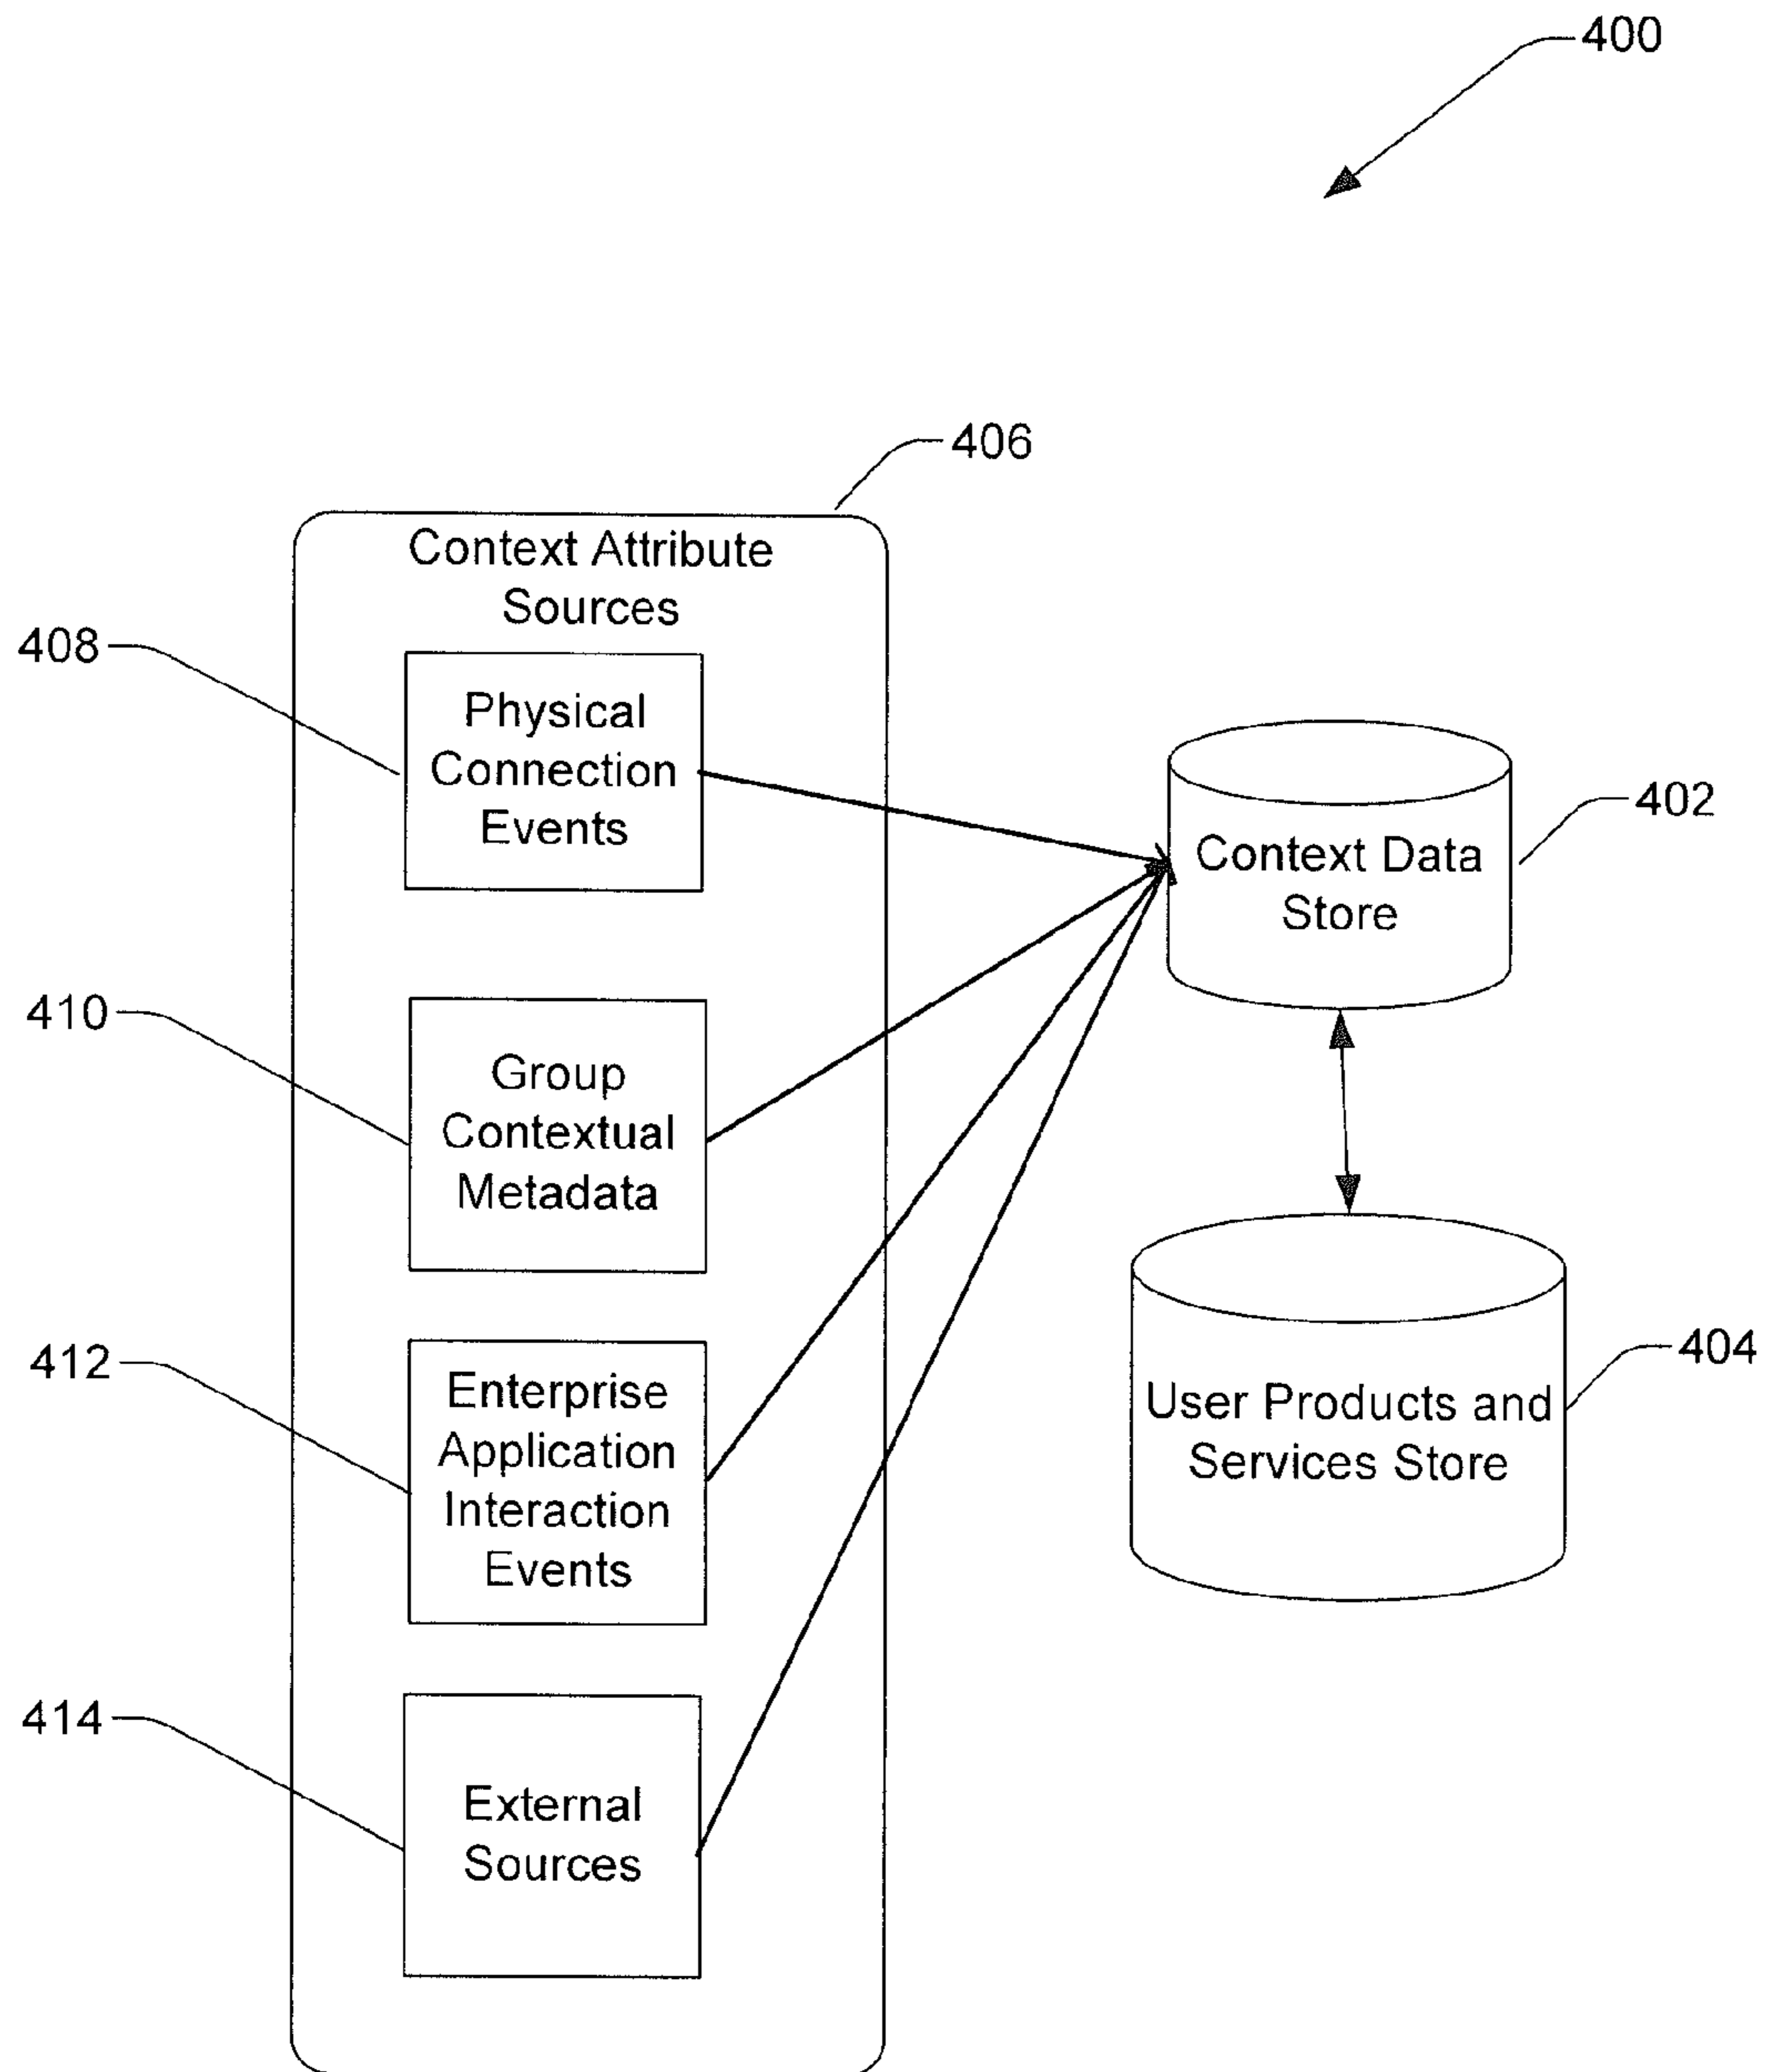 400
406
Context Attribute
Sources
408
Physical
Connection
Events
402
Context Data
Store
410
Group
Contextual
Metadata
412
Enterprise
Application
Interaction
Events
404
User Products and
Services Store
414
External
Sources